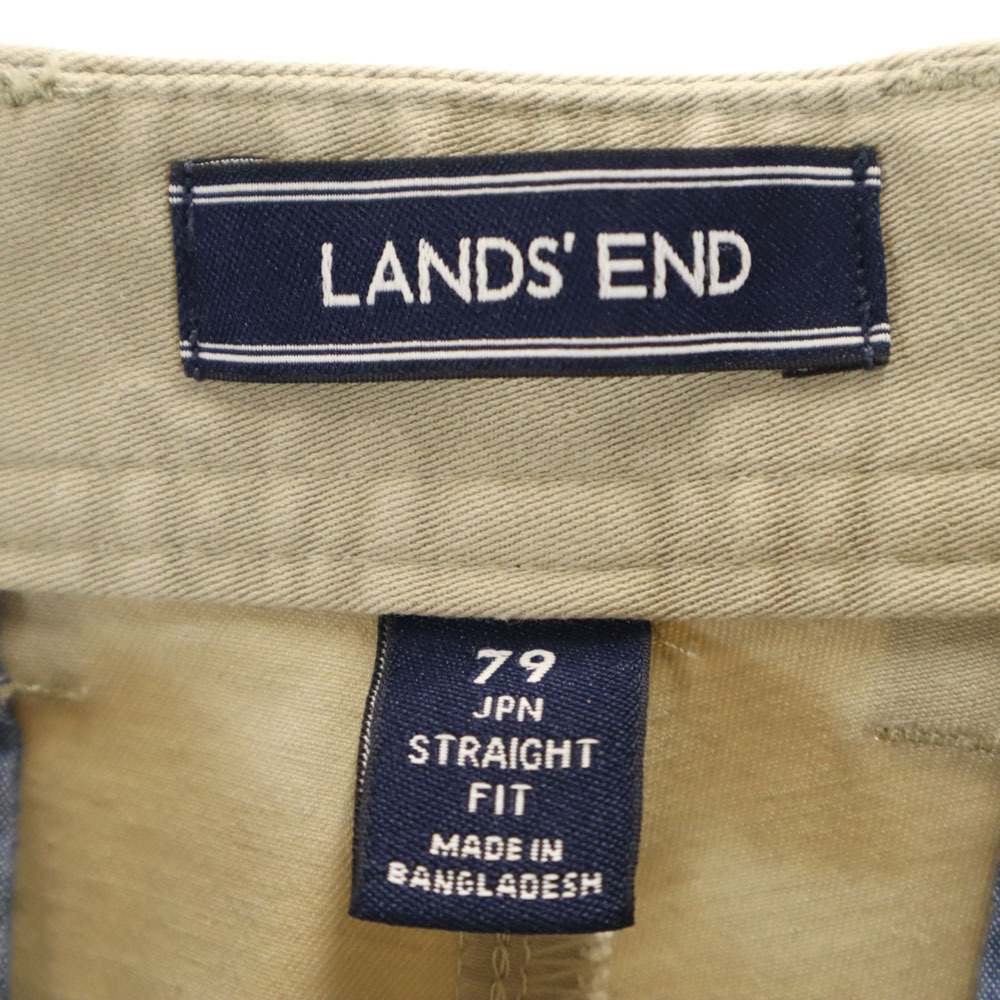 LANDS' END
79
JPN
STRAIGHT
FIT
MADE IN
BANGLADESH